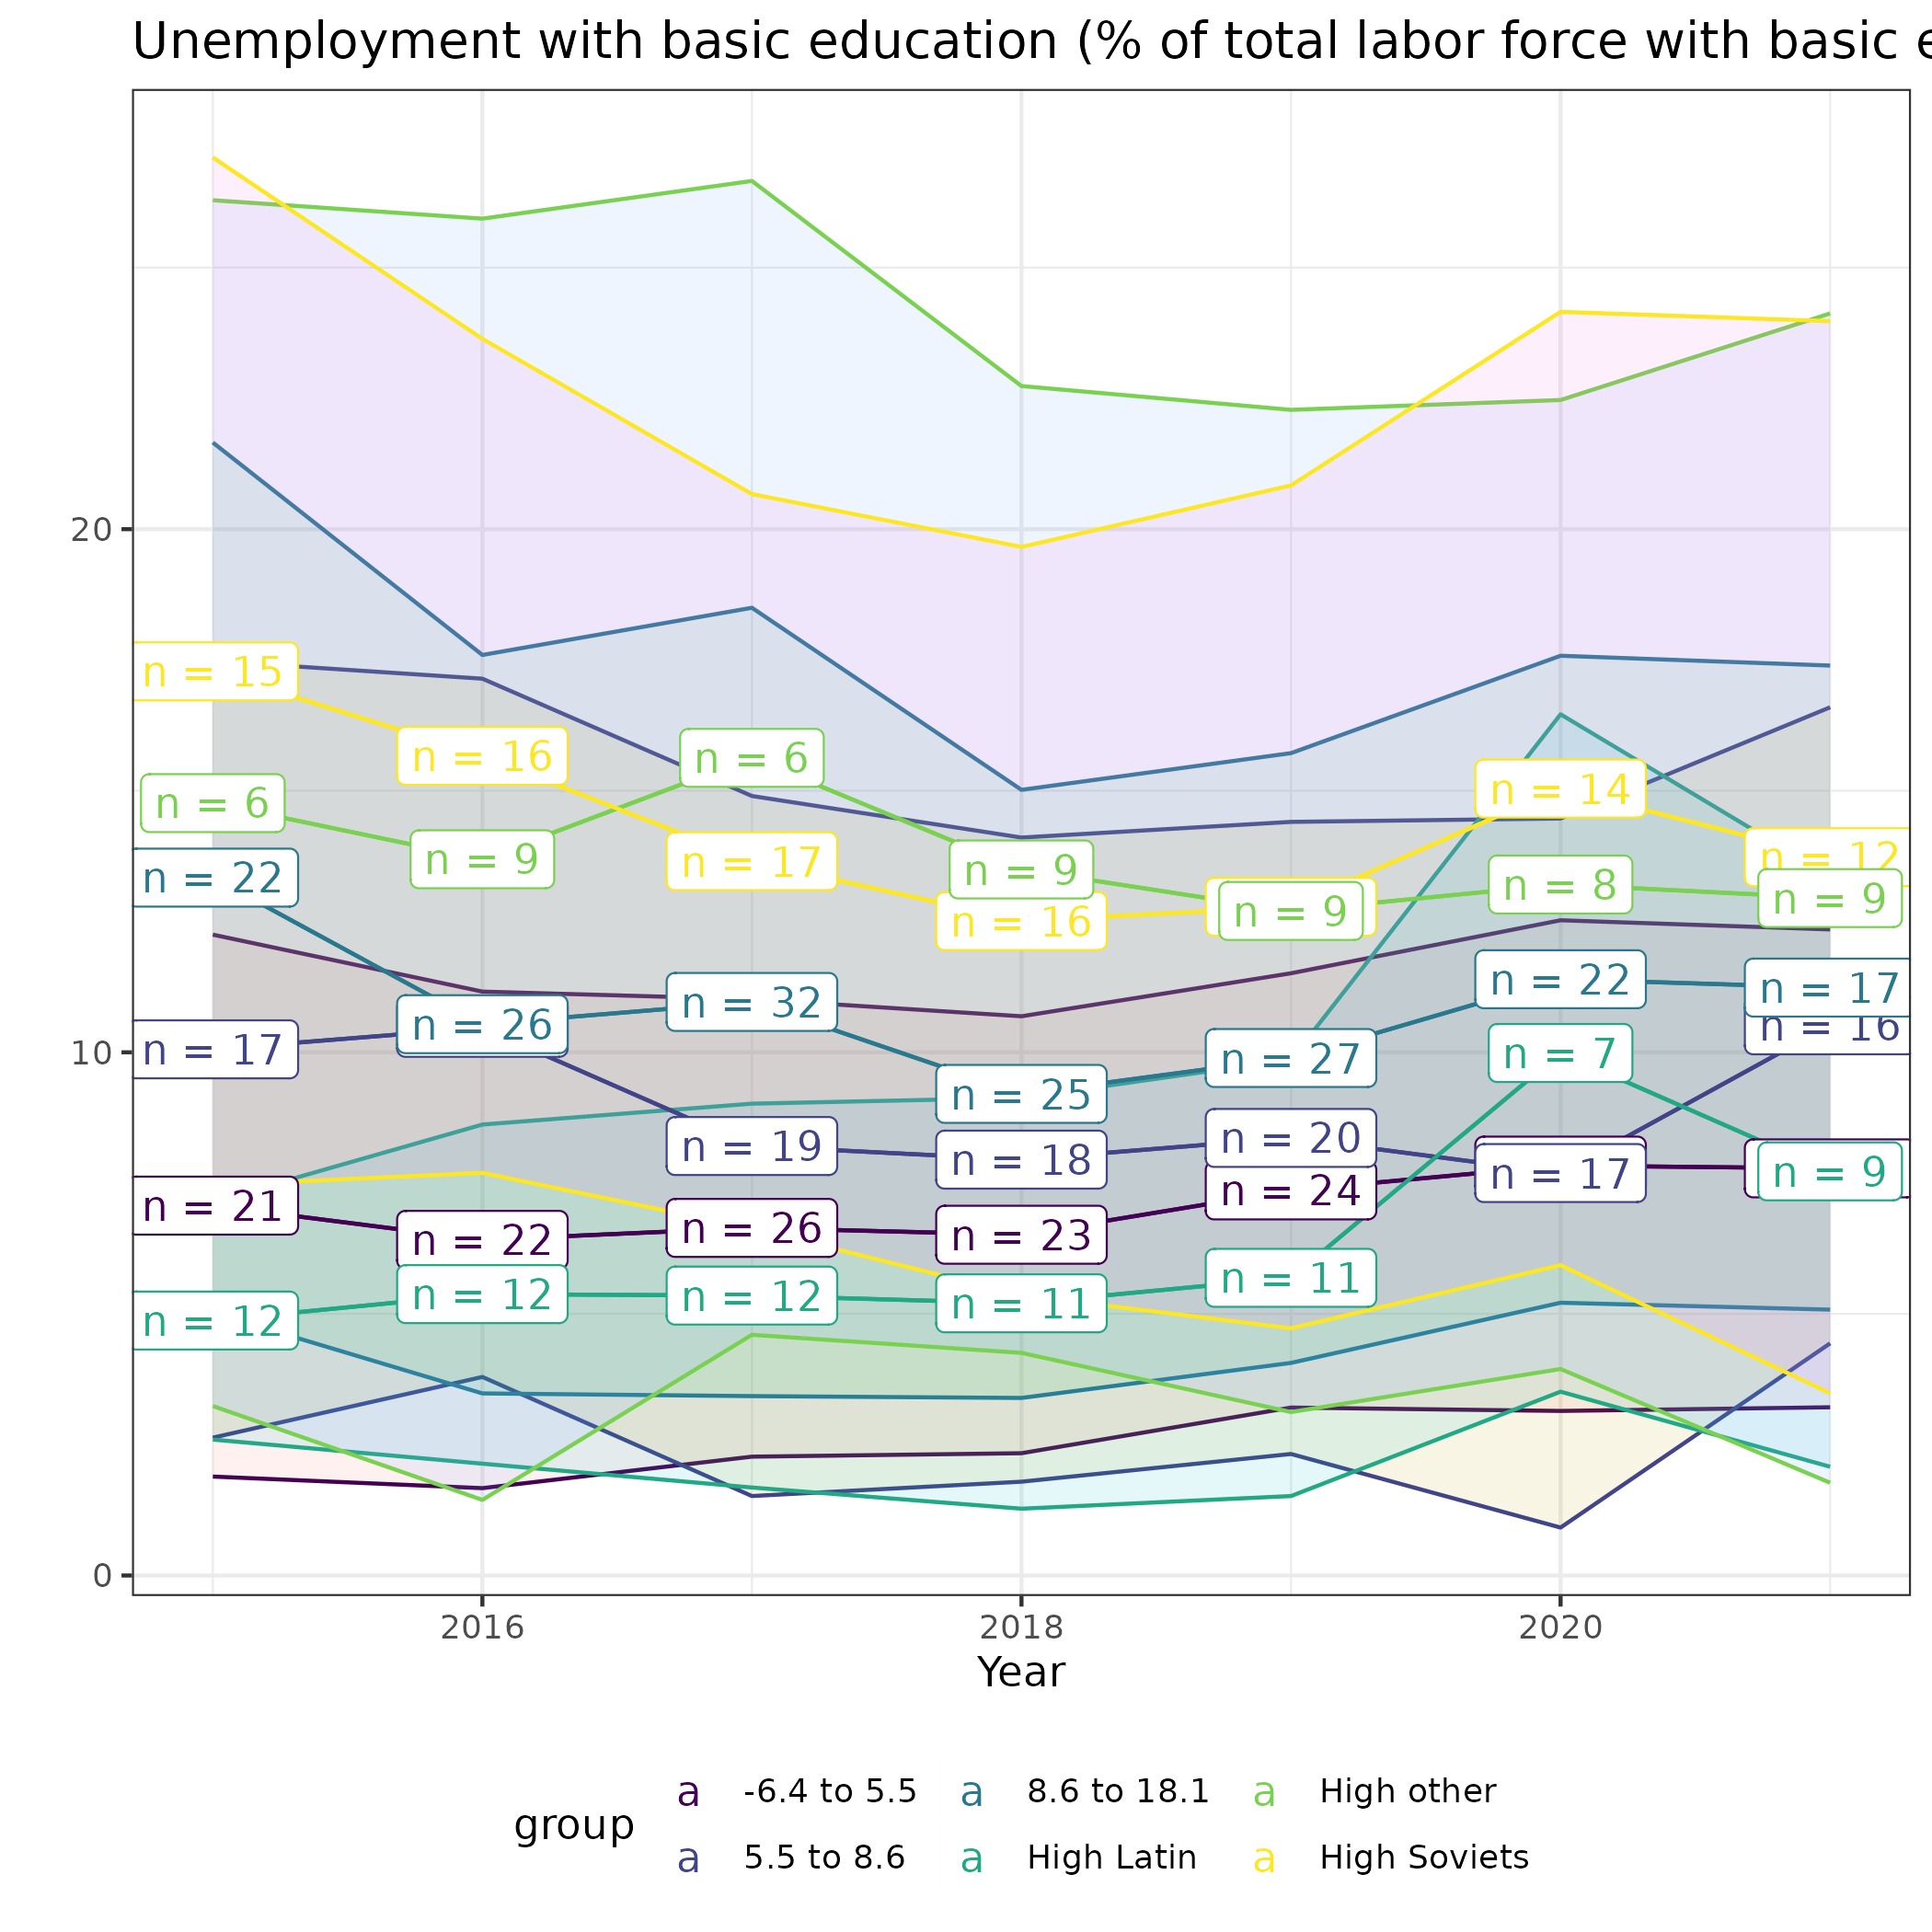 Unemployment with basic education (% of total labor force with basic e
20
10
0
n = 15
n = 6
n = 22
n = 17
n = 21
n = 12
n = 16
n = 9
n = 26
n = 22
n = 12
n = 6
n = 17
n = 32
n = 19
n = 26
n = 12
n = 9
n = 16
n = 25
n = 18
n = 23
n = 11
n = 9
n = 27
n = 20
n = 24
n = 11
n = 14
n = 8
n = 22
n = 7
n = 17
n = 12
n = 9
n = 17
n = 16
n = 9
2016 2018 2020
Year
group
a -6.4 to 5.5 a 8.6 to 18.1 a High other
a 5.5 to 8.6 a High Latin a High Soviets